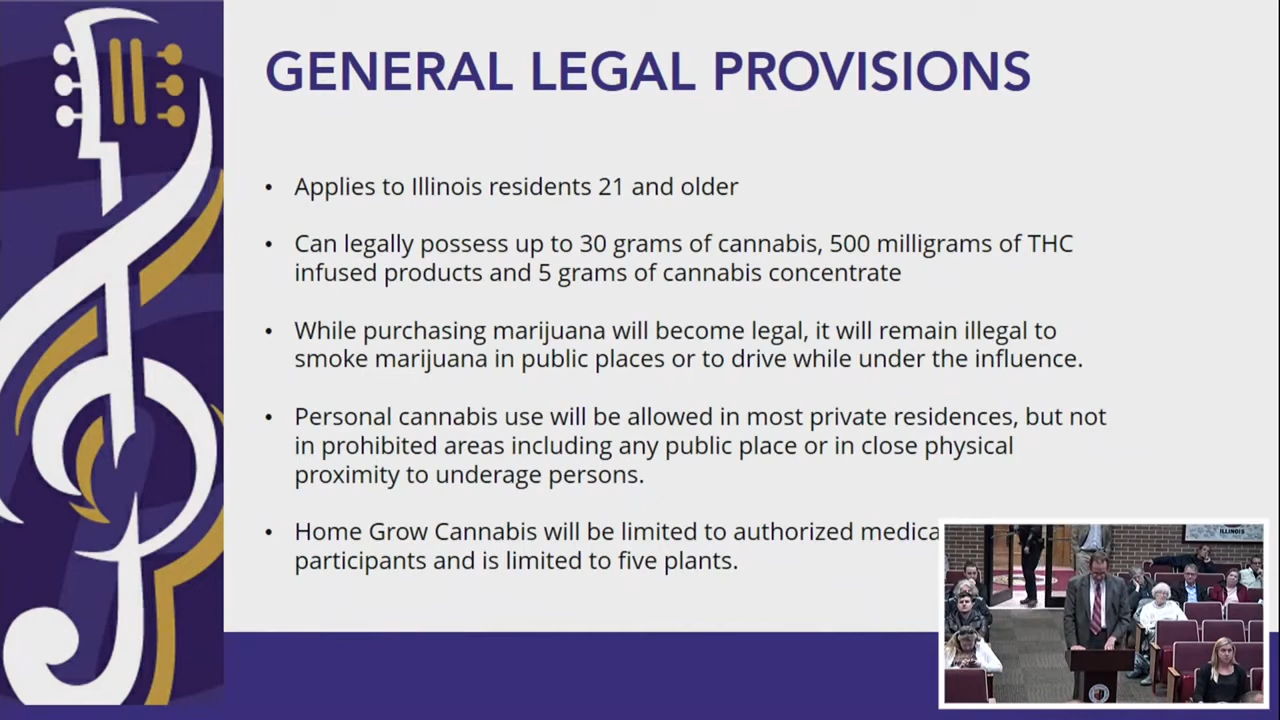 GENERAL LEGAL PROVISIONS
• Applies to Illinois residents 21 and older
• Can legally possess up to 30 grams of cannabis, 500 milligrams of THC
infused products and 5 grams of cannabis concentrate
• While purchasing marijuana will become legal, it will remain illegal to
smoke marijuana in public places or to drive while under the influence.
• Personal cannabis use will be allowed in most private residences, but not
in prohibited areas including any public place or in close physical
proximity to underage persons.
• Home Grow Cannabis will be limited to authorized medica
participants and is limited to five plants.
ILLINOIS